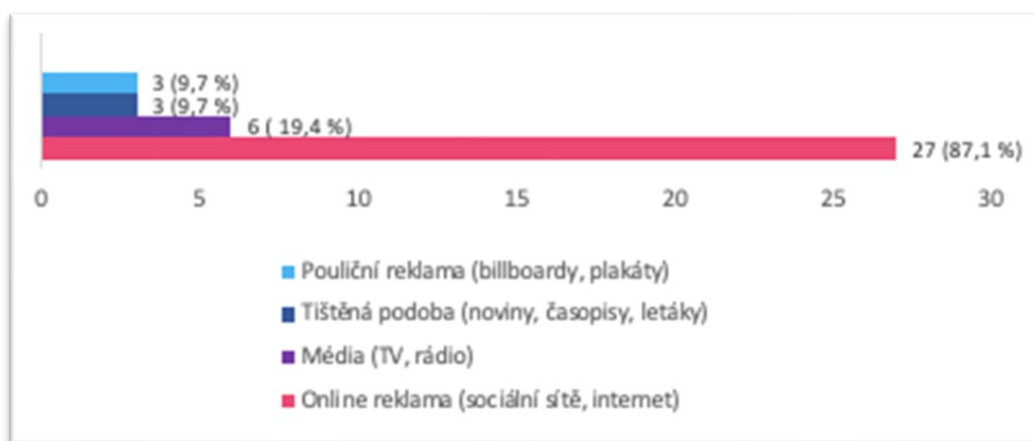 3 (9,7 %)
3 (9,7 %)
6 ( 19,4 %)
27 (87,1 %)
0 5 10 15 20 25 30
Pouliční reklama (billboardy, plakáty)
Tištěná podoba (noviny, časopisy, letáky)
Média (TV, rádio)
Online reklama (sociální sítě, internet)